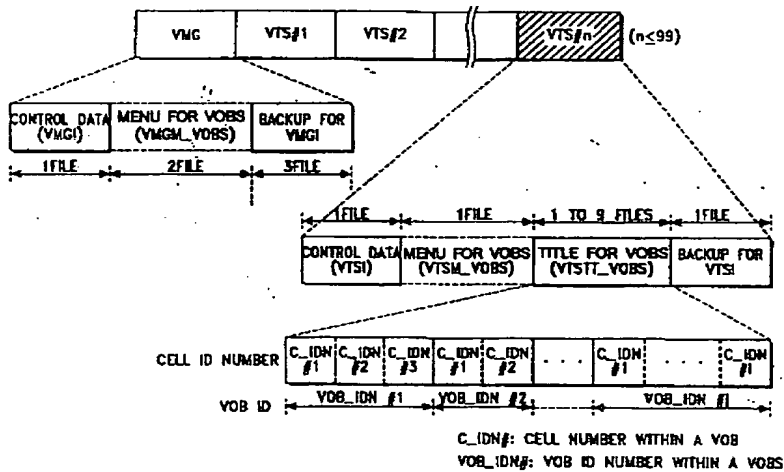 VMG VTS#1 VTS#2 VTS#n (n≤99)
CONTROL DATA (VMGI) MENU FOR VOBS (VMGM_VOBS) BACKUP FOR VMGI
1FILE 2FILE 3FILE
1FILE 1FILE 1 TO 9 FILES 1FILE
CONTROL DATA (VTSI) MENU FOR VOBS (VTSM_VOBS) TITLE FOR VOBS (VTSTT_VOBS) BACKUP FOR VTSI
CELL ID NUMBER C_IDN #1 C_IDN #2 C_IDN #3 C_IDN #1 C_IDN #2 . . . C_IDN #1 . . . C_IDN #I
VOB ID VOB_IDN #1 VOB_IDN #2 VOB_IDN #I
C_IDN#: CELL NUMBER WITHIN A VOB
VOB_IDN#: VOB ID NUMBER WITHIN A VOBS